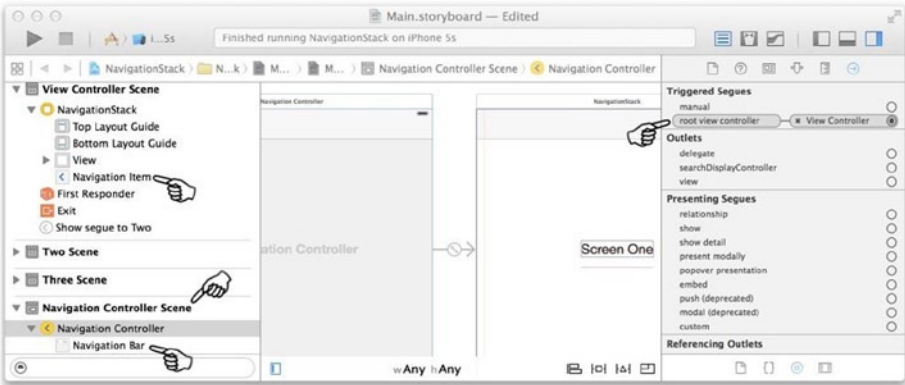 Main.storyboard — Edited
i...5s
Finished running NavigationStack on iPhone 5s
NavigationStack
N...k
M...
M...
Navigation Controller Scene
Navigation Controller
View Controller Scene
NavigationStack
Top Layout Guide
Bottom Layout Guide
View
Navigation Item
First Responder
Exit
Show segue to Two
Two Scene
Three Scene
Navigation Controller Scene
Navigation Controller
Navigation Bar
Navigation Controller
ation Controller
NavigationStack
Screen One
wAny hAny
Triggered Segues
manual
root view controller
View Controller
Outlets
delegate
searchDisplayController
view
Presenting Segues
relationship
show
show detail
present modally
popover presentation
embed
push (deprecated)
modal (deprecated)
custom
Referencing Outlets